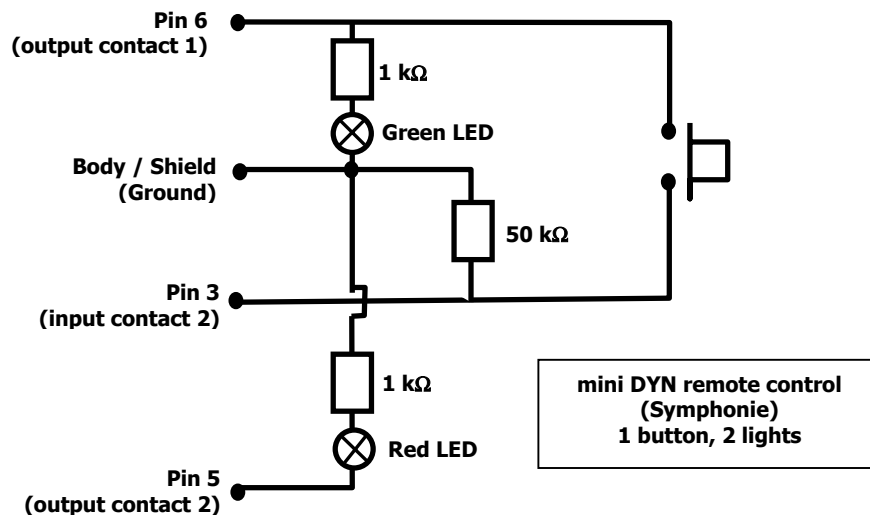 Pin 6
(output contact 1)
1 kΩ
Green LED
Body / Shield
(Ground)
50 kΩ
Pin 3
(input contact 2)
1 kΩ
mini DYN remote control
(Symphonie)
1 button, 2 lights
Red LED
Pin 5
(output contact 2)